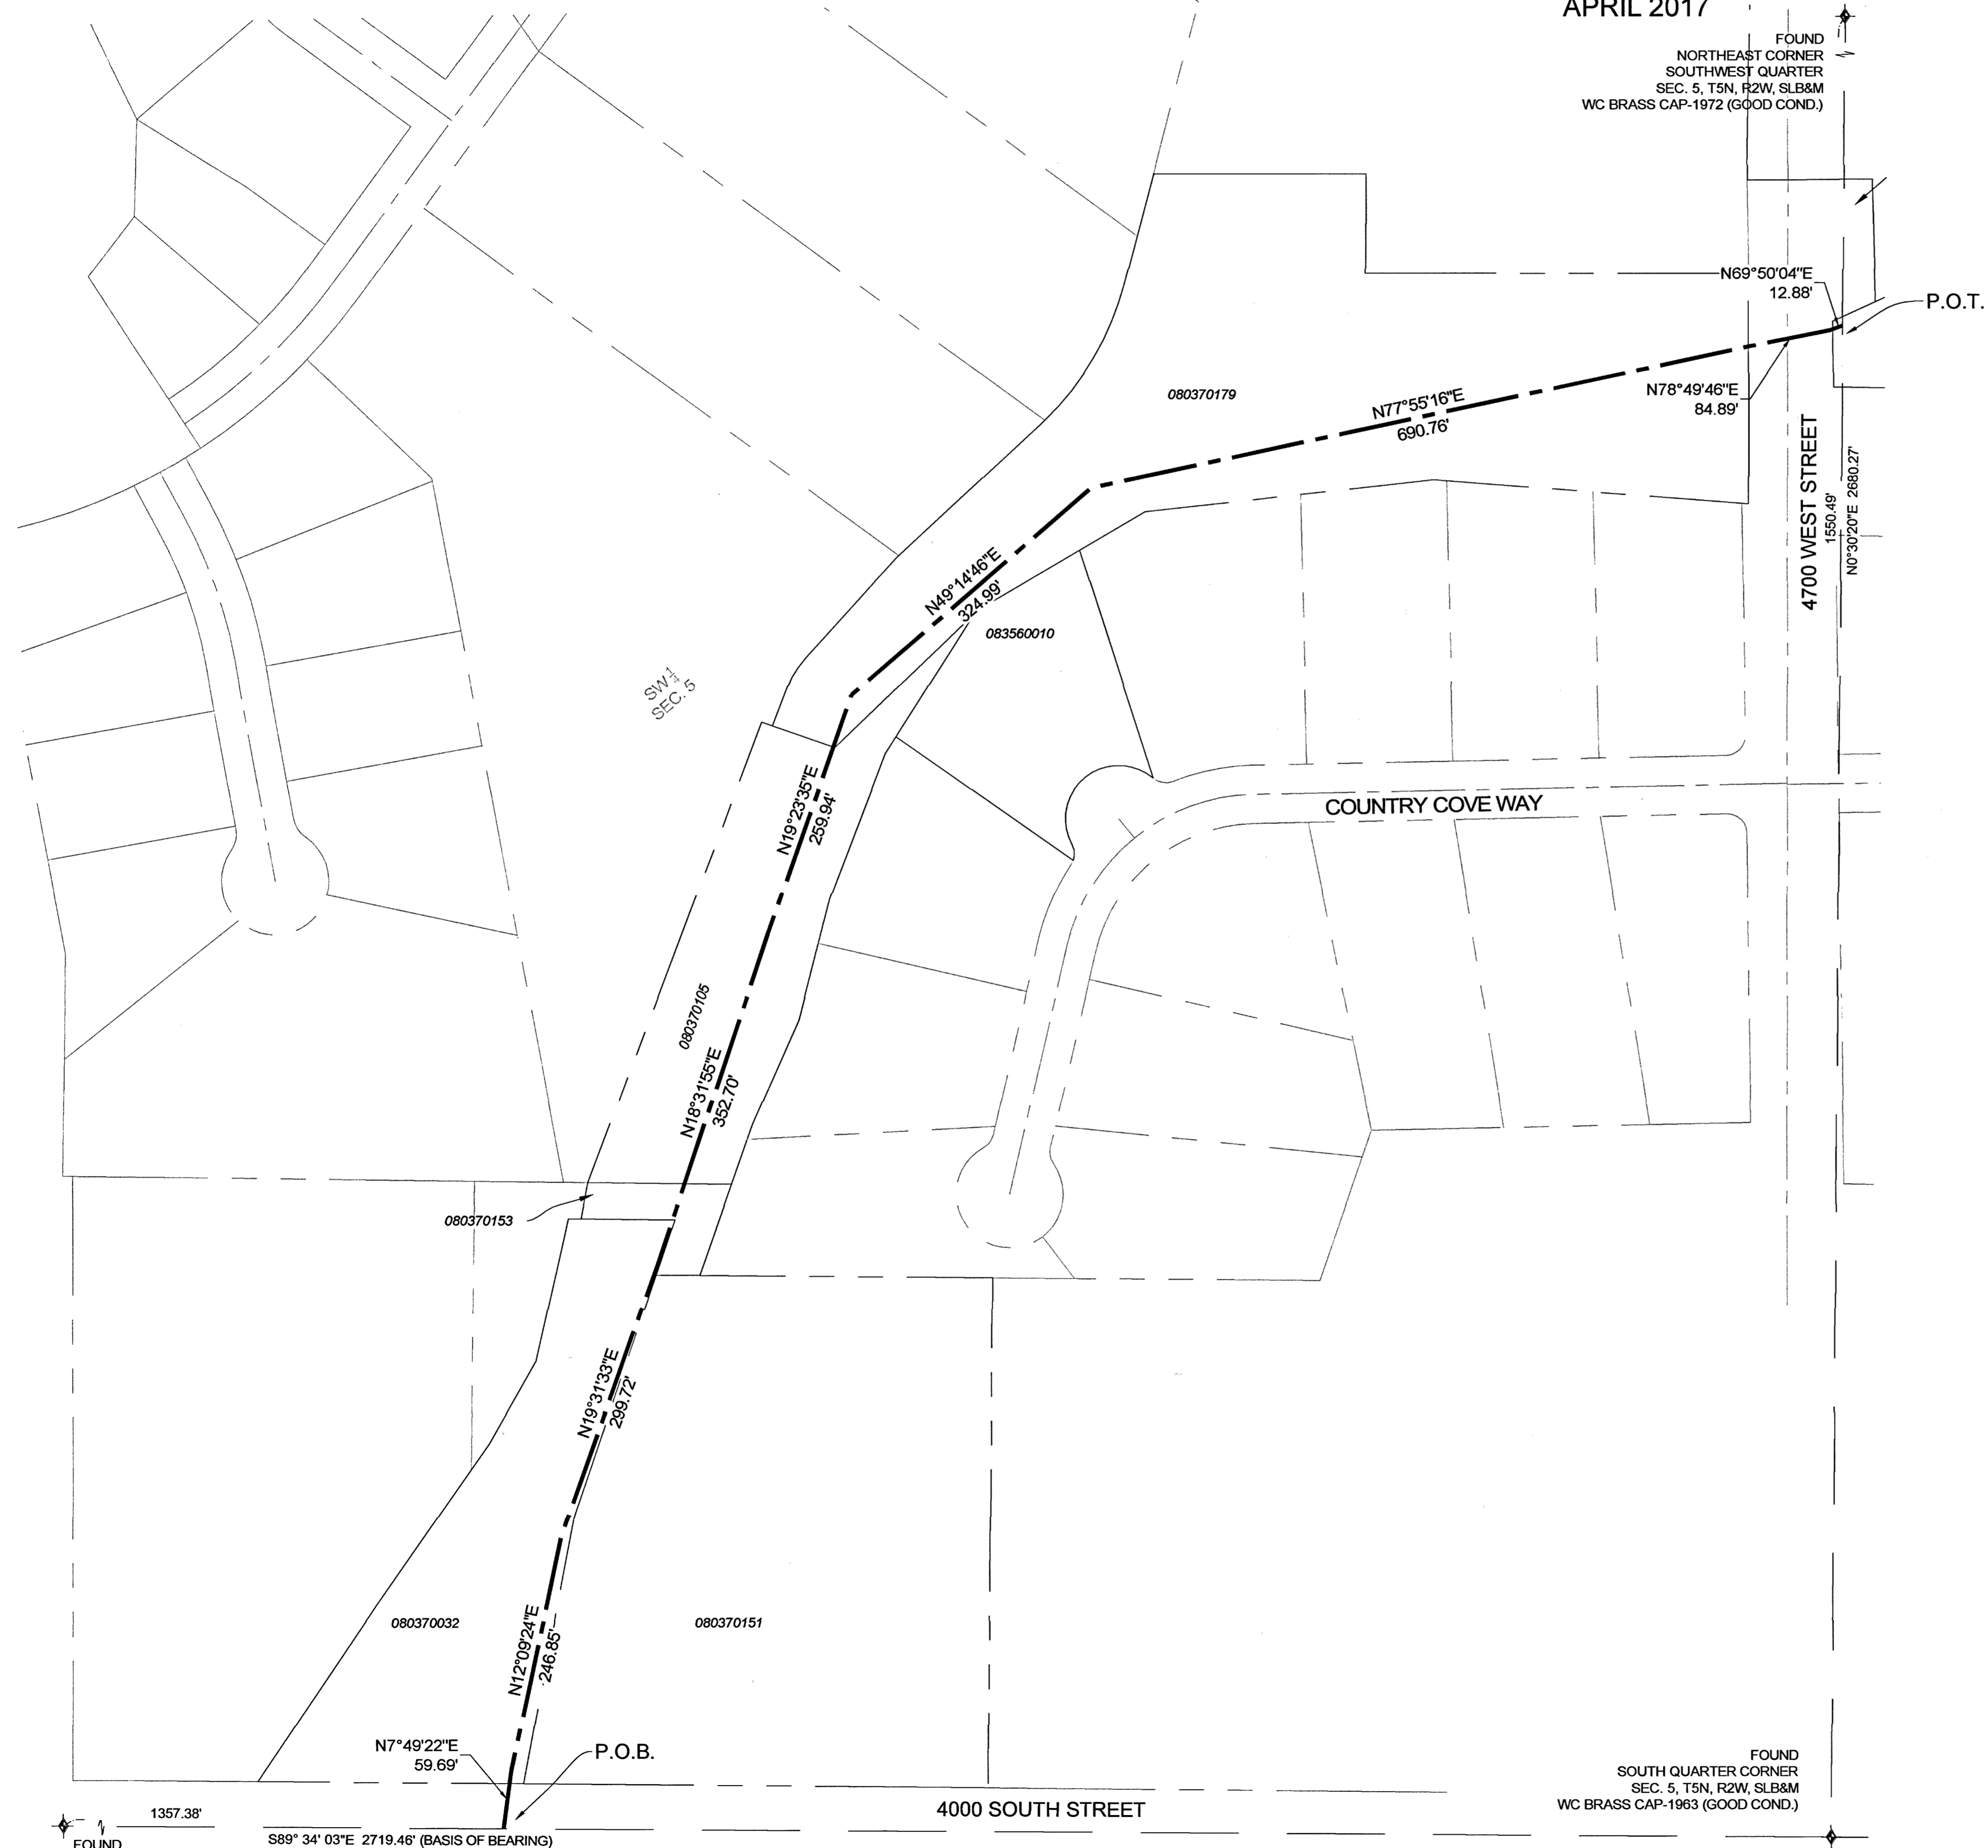 APRIL 2017
FOUND
NORTHEAST CORNER
SOUTHWEST QUARTER
SEC. 5, T5N, R2W, SLB&M
WC BRASS CAP-1972 (GOOD COND.)
N69°50'04"E
12.88'
P.O.T.
N78°49'46"E
84.89'
080370179
N77°55'16"E
690.76'
4700 WEST STREET
1550.49'
N0°30'20"E 2680.27'
N49°14'46"E
324.99'
083560010
SW 1/4
SEC. 5
N19°23'35"E
259.94'
COUNTRY COVE WAY
080370105
N18°31'55"E
352.70'
080370153
N19°31'33"E
299.72'
080370032
080370151
N12°09'24"E
246.85'
N7°49'22"E
59.69'
P.O.B.
FOUND
SOUTH QUARTER CORNER
SEC. 5, T5N, R2W, SLB&M
WC BRASS CAP-1963 (GOOD COND.)
4000 SOUTH STREET
1357.38'
S89° 34' 03"E 2719.46' (BASIS OF BEARING)
FOUND